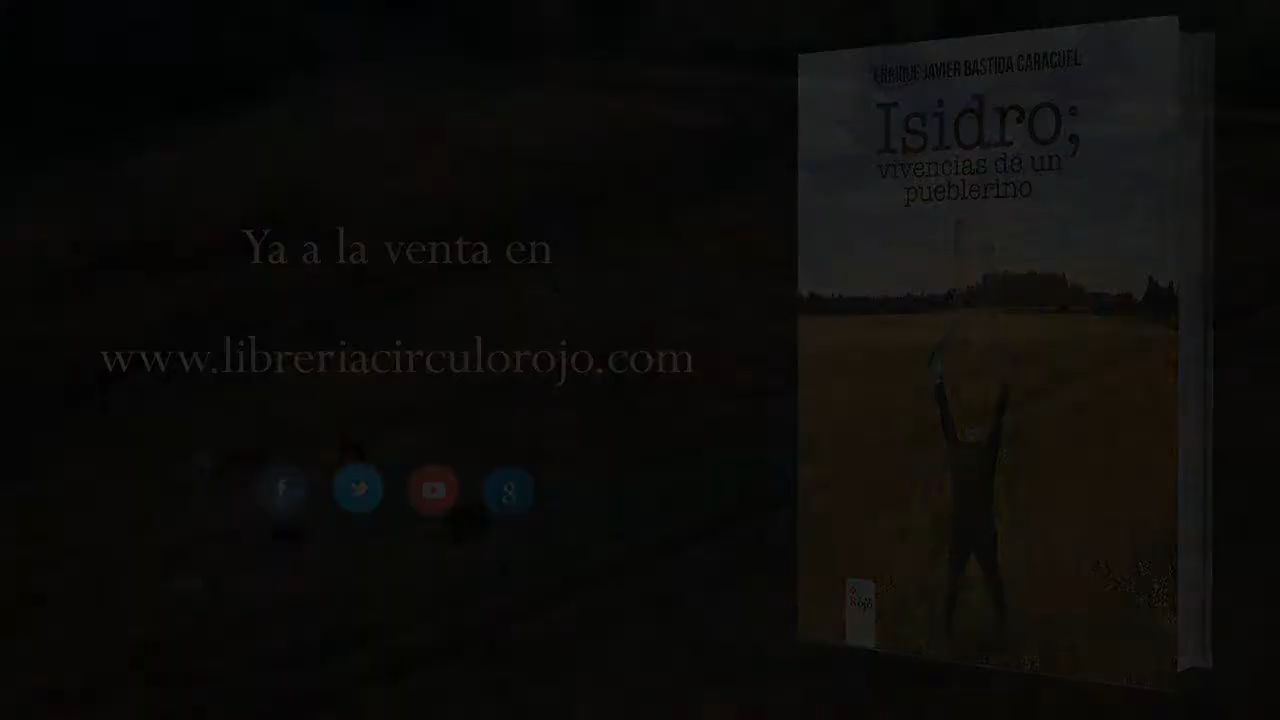 Ya a la venta en
www.libreriacirculorojo.com
ENRIQUE JAVIER BASTIDA CARACUEL
Isidro;
vivencias de un
pueblerino